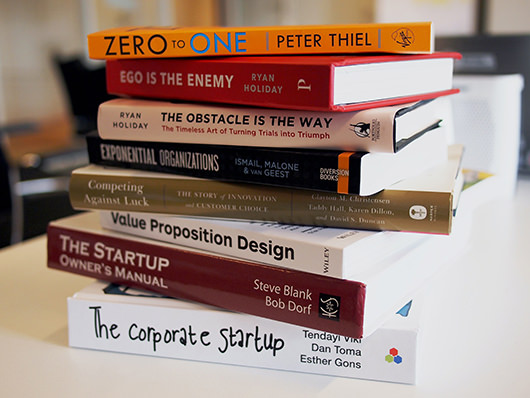 ZERO TO ONE | PETER THIEL
EGO IS THE ENEMY RYAN HOLIDAY P
RYAN HOLIDAY THE OBSTACLE IS THE WAY
The Timeless Art of Turning Trials into Triumph
EXPONENTIAL ORGANIZATIONS ISMAIL, MALONE & VAN GEEST DIVERSION BOOKS
Competing Against Luck
THE STORY OF INNOVATION AND CUSTOMER CHOICE
Clayton M. Christensen
Taddy Hall, Karen Dillon,
and David S. Duncan
Value Proposition Design WILEY
THE STARTUP
OWNER'S MANUAL
Steve Blank
Bob Dorf
The corporate startup
Tendayi Viki
Dan Toma
Esther Gons